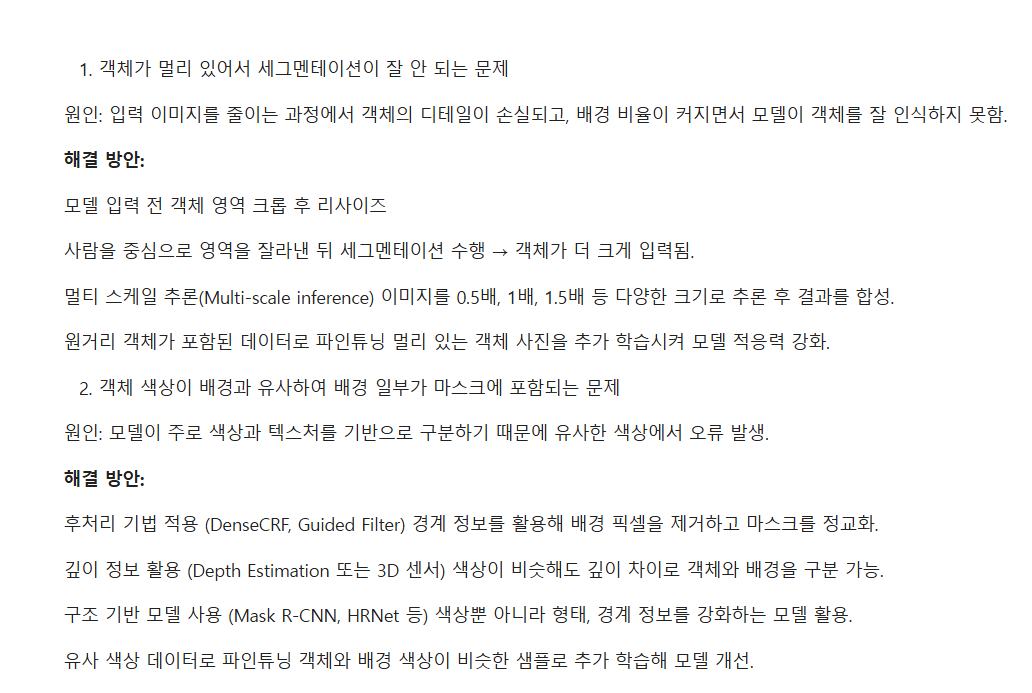 1. 객체가 멀리 있어서 세그멘테이션이 잘 안 되는 문제
원인: 입력 이미지를 줄이는 과정에서 객체의 디테일이 손실되고, 배경 비율이 커지면서 모델이 객체를 잘 인식하지 못함.
해결 방안:
모델 입력 전 객체 영역 크롭 후 리사이즈
사람을 중심으로 영역을 잘라낸 뒤 세그멘테이션 수행 → 객체가 더 크게 입력됨.
멀티 스케일 추론(Multi-scale inference) 이미지를 0.5배, 1배, 1.5배 등 다양한 크기로 추론 후 결과를 합성.
원거리 객체가 포함된 데이터로 파인튜닝 멀리 있는 객체 사진을 추가 학습시켜 모델 적응력 강화.
2. 객체 색상이 배경과 유사하여 배경 일부가 마스크에 포함되는 문제
원인: 모델이 주로 색상과 텍스처를 기반으로 구분하기 때문에 유사한 색상에서 오류 발생.
해결 방안:
후처리 기법 적용 (DenseCRF, Guided Filter) 경계 정보를 활용해 배경 픽셀을 제거하고 마스크를 정교화.
깊이 정보 활용 (Depth Estimation 또는 3D 센서) 색상이 비슷해도 깊이 차이로 객체와 배경을 구분 가능.
구조 기반 모델 사용 (Mask R-CNN, HRNet 등) 색상뿐 아니라 형태, 경계 정보를 강화하는 모델 활용.
유사 색상 데이터로 파인튜닝 객체와 배경 색상이 비슷한 샘플로 추가 학습해 모델 개선.